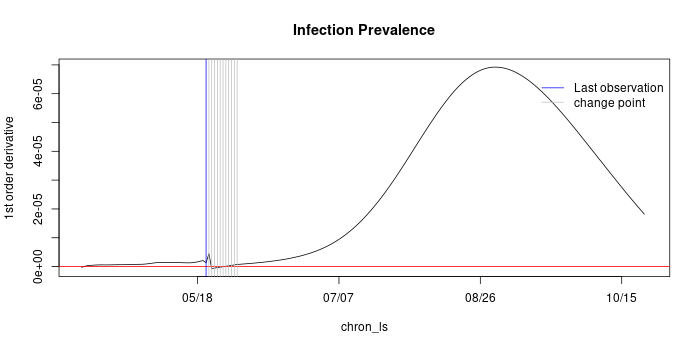 Infection Prevalence
1st order derivative
6e-05
4e-05
2e-05
0e+00
Last observation
change point
05/18 07/07 08/26 10/15
chron_ls